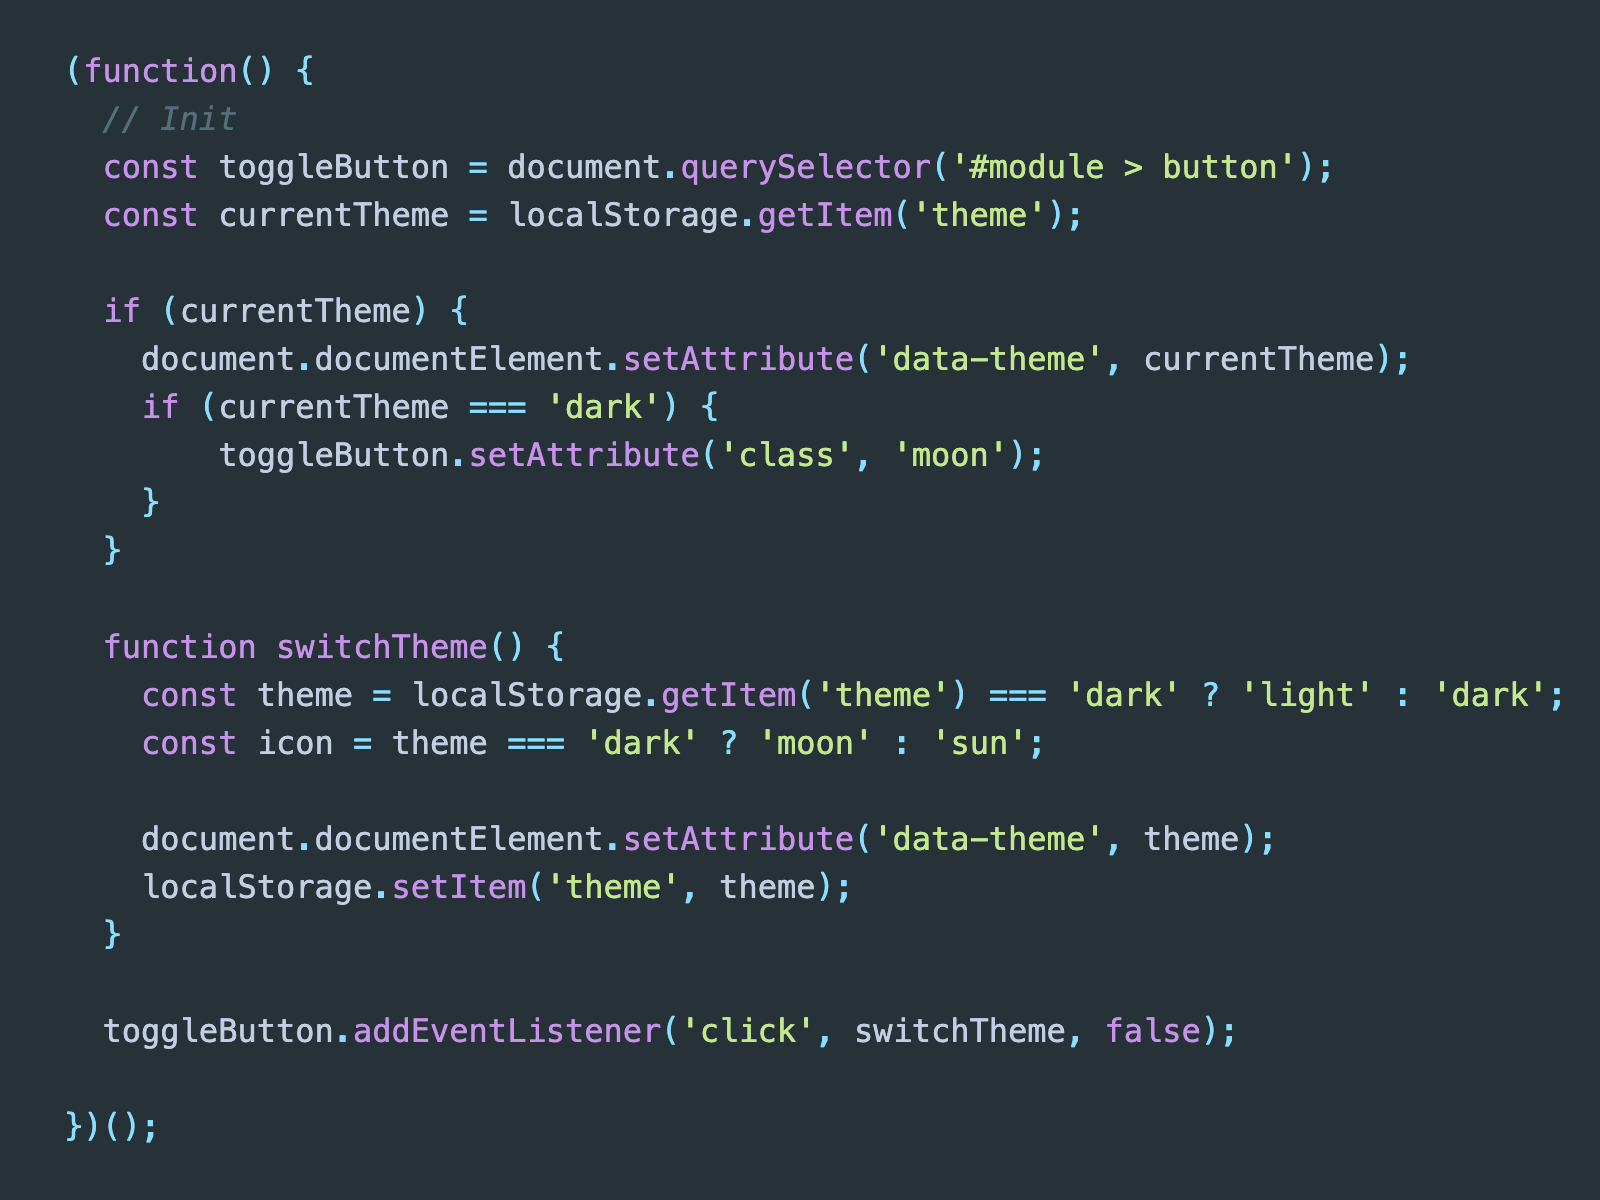 (function() {
  // Init
  const toggleButton = document.querySelector('#module > button');
  const currentTheme = localStorage.getItem('theme');

  if (currentTheme) {
    document.documentElement.setAttribute('data-theme', currentTheme);
    if (currentTheme === 'dark') {
        toggleButton.setAttribute('class', 'moon');
    }
  }

  function switchTheme() {
    const theme = localStorage.getItem('theme') === 'dark' ? 'light' : 'dark';
    const icon = theme === 'dark' ? 'moon' : 'sun';

    document.documentElement.setAttribute('data-theme', theme);
    localStorage.setItem('theme', theme);
  }

  toggleButton.addEventListener('click', switchTheme, false);

})();